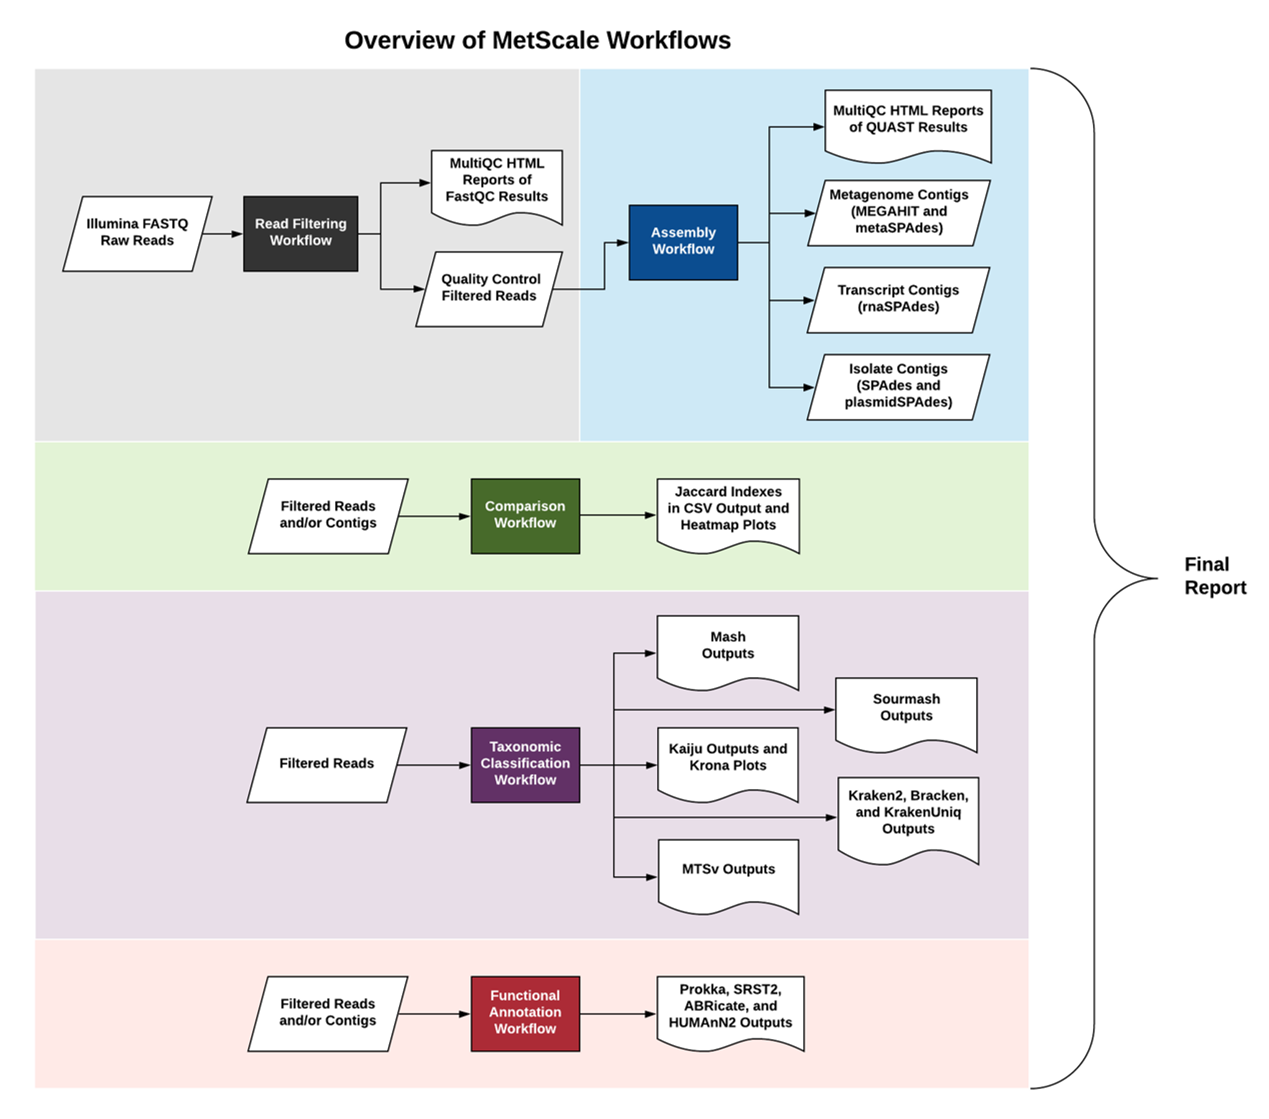 Overview of MetScale Workflows
Illumina FASTQ
Raw Reads
Read Filtering
Workflow
MultiQC HTML
Reports of
FastQC Results
Quality Control
Filtered Reads
Assembly
Workflow
MultiQC HTML Reports
of QUAST Results
Metagenome Contigs
(MEGAHIT and
metaSPAdes)
Transcript Contigs
(rnaSPAdes)
Isolate Contigs
(SPAdes and
plasmidSPAdes)
Filtered Reads
and/or Contigs
Comparison
Workflow
Jaccard Indexes
in CSV Output and
Heatmap Plots
Final
Report
Filtered Reads
Taxonomic
Classification
Workflow
Mash
Outputs
Sourmash
Outputs
Kaiju Outputs and
Krona Plots
Kraken2, Bracken,
and KrakenUniq
Outputs
MTSv Outputs
Filtered Reads
and/or Contigs
Functional
Annotation
Workflow
Prokka, SRST2,
ABRicate, and
HUMAnN2 Outputs